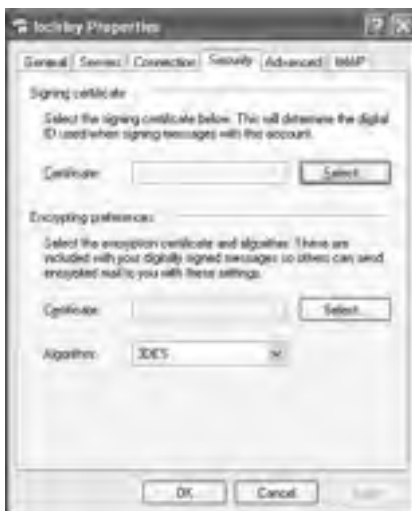 Properties
General Servers Connection Security Advanced IMAP
Signing certificate
Select the signing certificate below. This will determine the digital
ID used when signing messages with this account.
Certificate: Select...
Encrypting preferences
Select the encryption certificate and algorithm. These are
included with your digitally signed messages so others can send
encrypted mail to you with these settings.
Certificate: Select...
Algorithm: 3DES
OK Cancel Apply